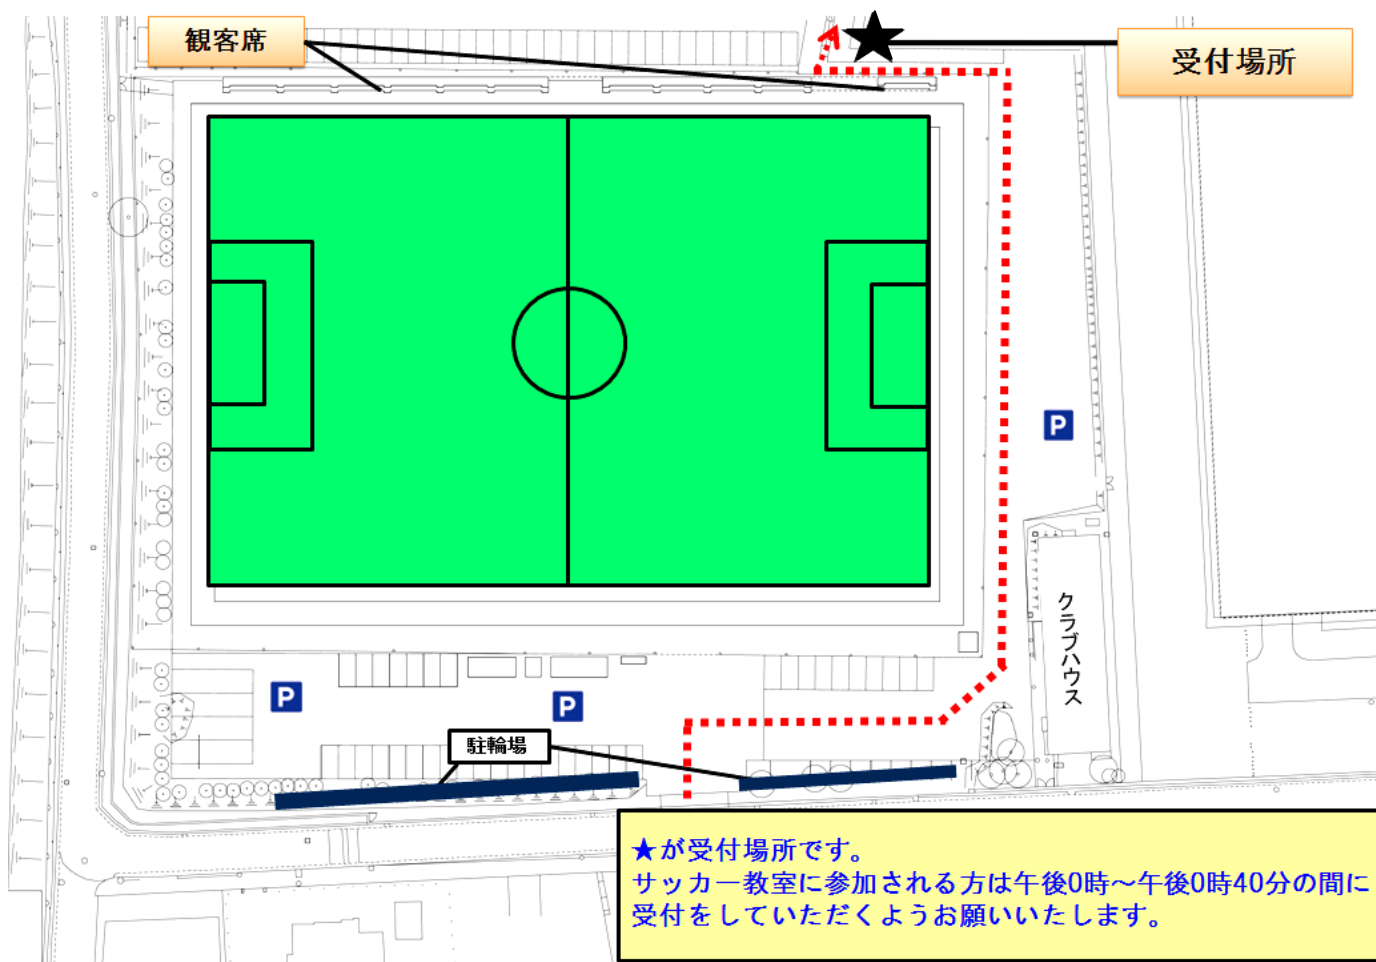 観客席
受付場所
P
クラブハウス
P
P
駐輪場
★が受付場所です。
サッカー教室に参加される方は午後0時～午後0時40分の間に
受付をしていただくようお願いいたします。